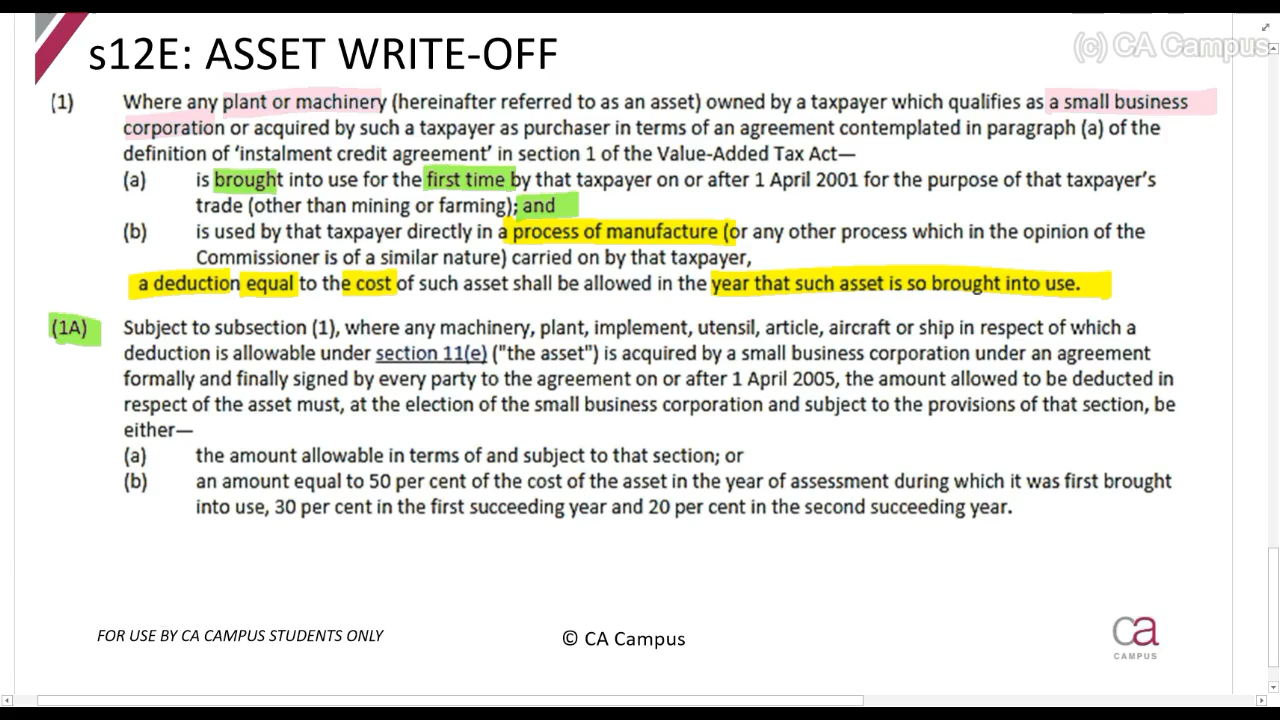 s12E: ASSET WRITE-OFF
(c) CA Campus
(1) Where any plant or machinery (hereinafter referred to as an asset) owned by a taxpayer which qualifies as a small business
corporation or acquired by such a taxpayer as purchaser in terms of an agreement contemplated in paragraph (a) of the
definition of ‘instalment credit agreement’ in section 1 of the Value-Added Tax Act—
(a) is brought into use for the first time by that taxpayer on or after 1 April 2001 for the purpose of that taxpayer’s
trade (other than mining or farming); and
(b) is used by that taxpayer directly in a process of manufacture (or any other process which in the opinion of the
Commissioner is of a similar nature) carried on by that taxpayer,
a deduction equal to the cost of such asset shall be allowed in the year that such asset is so brought into use.
(1A) Subject to subsection (1), where any machinery, plant, implement, utensil, article, aircraft or ship in respect of which a
deduction is allowable under section 11(e) ("the asset") is acquired by a small business corporation under an agreement
formally and finally signed by every party to the agreement on or after 1 April 2005, the amount allowed to be deducted in
respect of the asset must, at the election of the small business corporation and subject to the provisions of that section, be
either—
(a) the amount allowable in terms of and subject to that section; or
(b) an amount equal to 50 per cent of the cost of the asset in the year of assessment during which it was first brought
into use, 30 per cent in the first succeeding year and 20 per cent in the second succeeding year.
FOR USE BY CA CAMPUS STUDENTS ONLY
© CA Campus
ca
CAMPUS